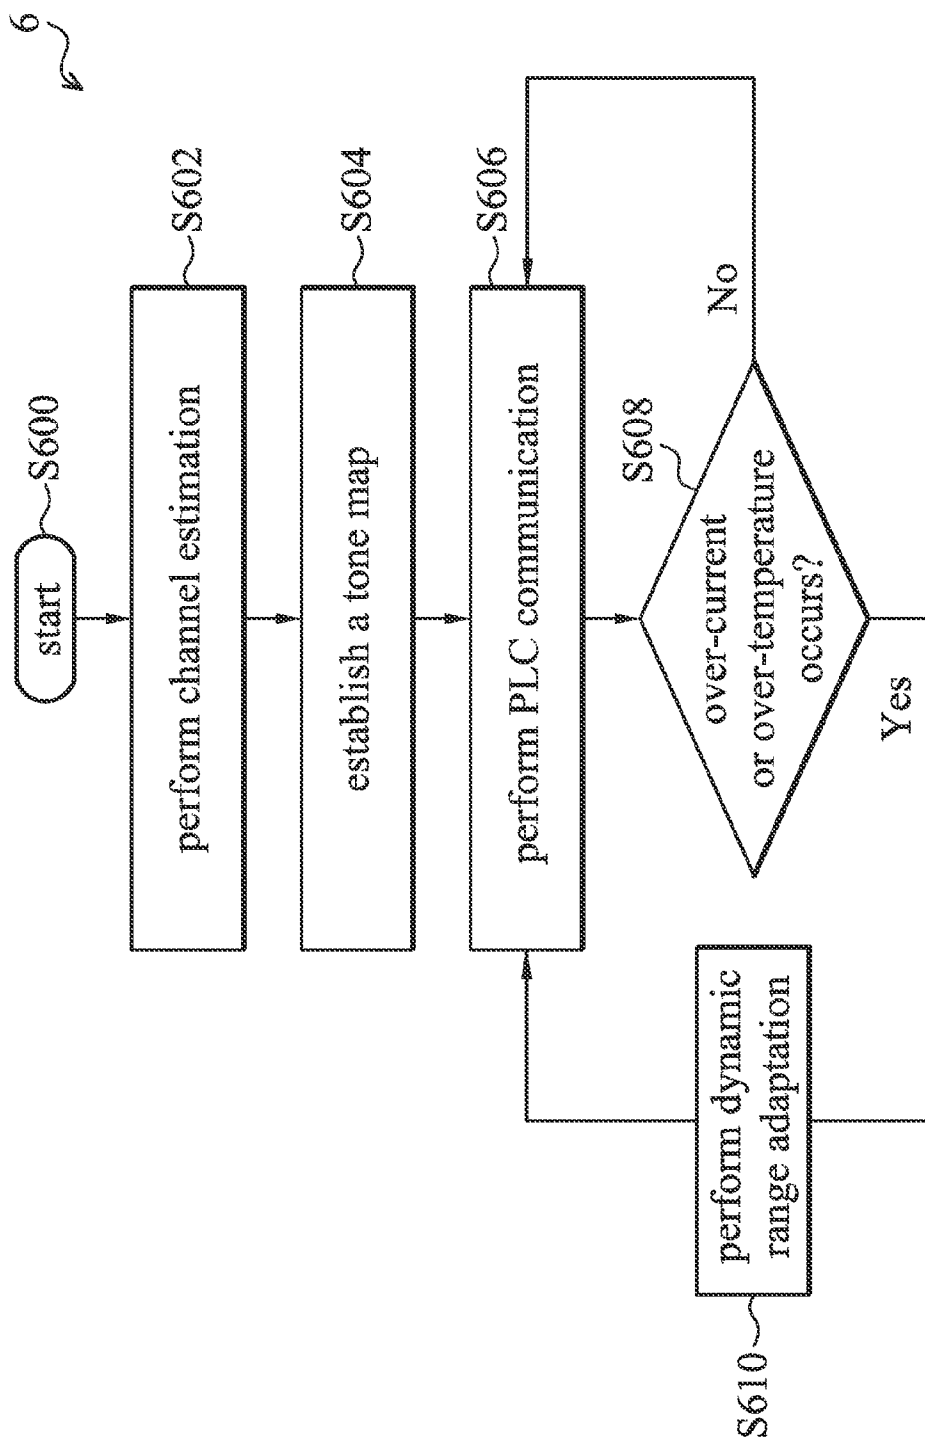 6
start
S600
perform channel estimation
S602
establish a tone map
S604
perform PLC communication
S606
over-current
or over-temperature
occurs?
S608
No
Yes
perform dynamic
range adaptation
S610